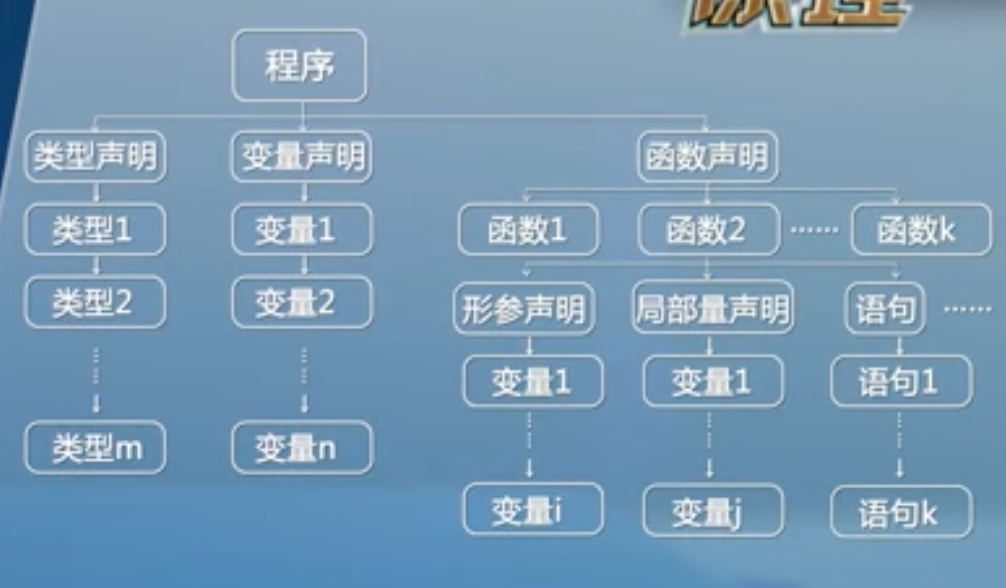 程序
类型声明 变量声明 函数声明
类型1 变量1 函数1 函数2 …… 函数k
类型2 变量2 形参声明 局部量声明 语句 ……
变量1 变量1 语句1
类型m 变量n
变量i 变量j 语句k